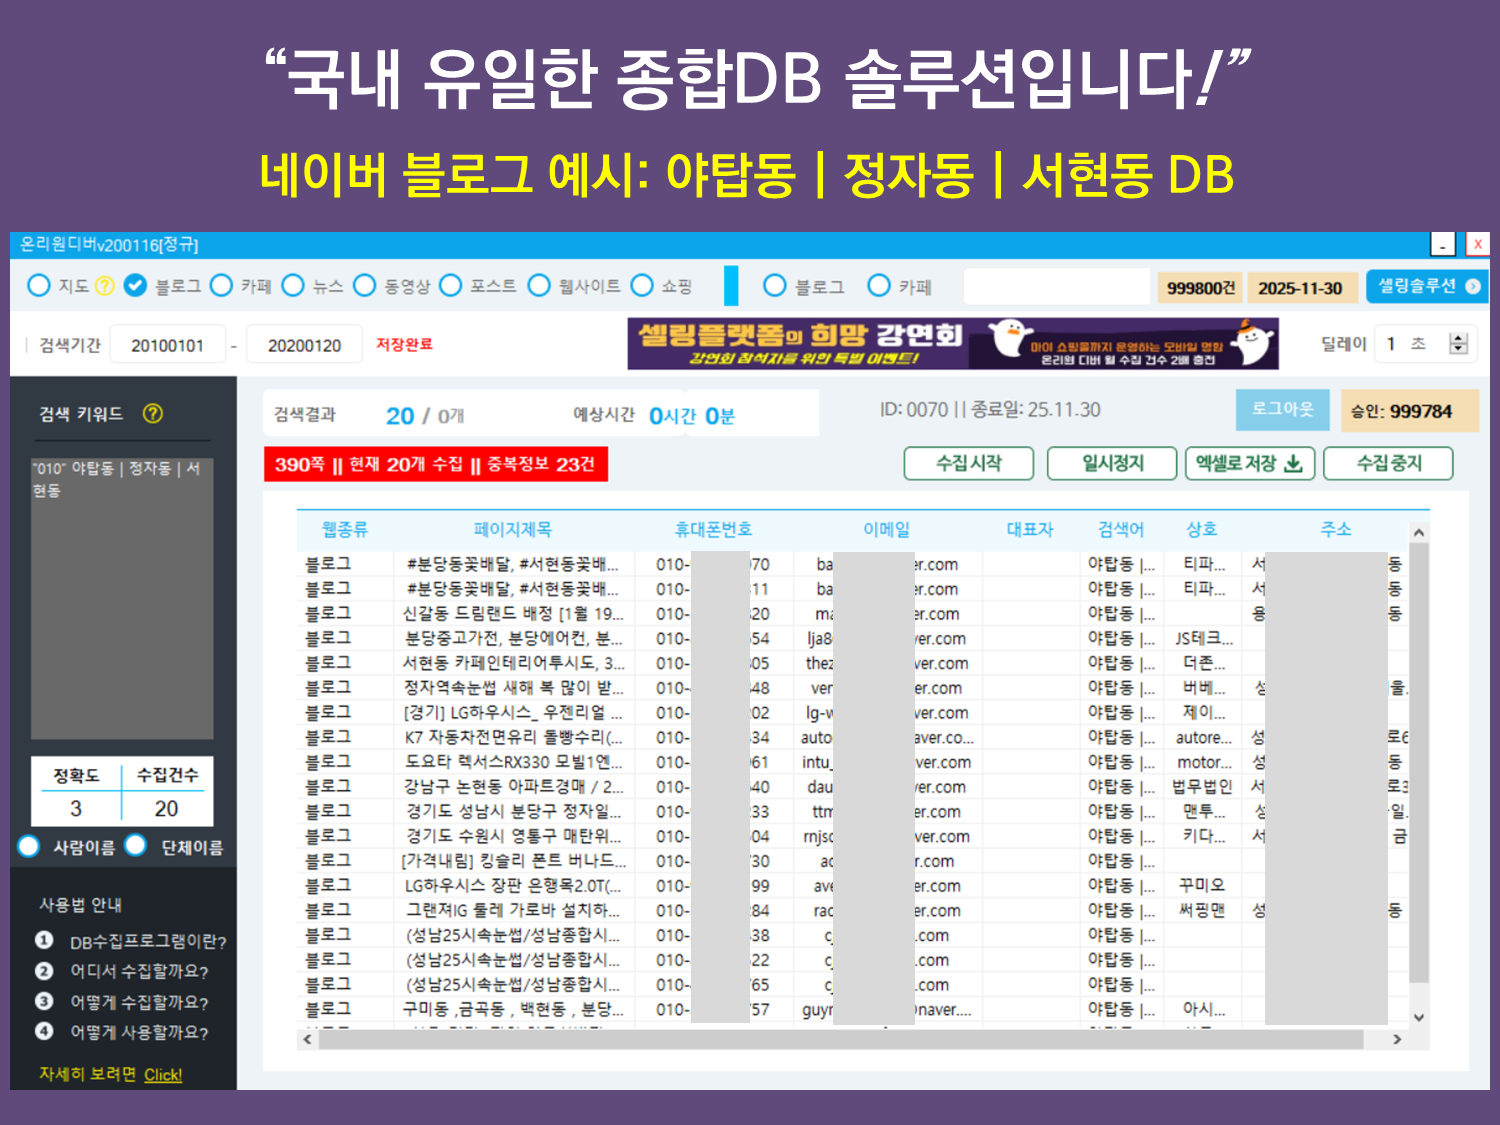 “국내 유일한 종합DB 솔루션입니다!”
네이버 블로그 예시: 야탑동 | 정자동 | 서현동 DB
온리원디버v200116[정규]
지도 블로그 카페 뉴스 동영상 포스트 웹사이트 쇼핑 블로그 카페 999800건 2025-11-30 셀링솔루션
검색기간 20100101 - 20200120 저장완료
셀링플랫폼의 희망 강연회
강연회 참석자를 위한 특별 이벤트!
마이 쇼핑몰까지 운영하는 모바일 명함
온리원 디버 월 수집 건수 2배 충전
딜레이 1 초
검색 키워드
"010" 야탑동 | 정자동 | 서
현동
정확도 수집건수
3 20
사람이름 단체이름
사용법 안내
1 DB수집프로그램이란?
2 어디서 수집할까요?
3 어떻게 수집할까요?
4 어떻게 사용할까요?
자세히 보려면 Click!
검색결과 20 / 0개 예상시간 0시간 0분 ID: 0070 || 종료일: 25.11.30 로그아웃 승인: 999784
390쪽 || 현재 20개 수집 || 중복정보 23건 수집시작 일시정지 엑셀로 저장 수집중지
웹종류 페이지제목 휴대폰번호 이메일 대표자 검색어 상호 주소
블로그 #분당동꽃배달, #서현동꽃배... 010- 70 ba er.com 야탑동 |... 티파... 서 동
블로그 #분당동꽃배달, #서현동꽃배... 010- 11 ba er.com 야탑동 |... 티파... 서 동
블로그 신갈동 드림랜드 배정 [1월 19... 010- 20 ma er.com 야탑동 |... 용 동
블로그 분당중고가전, 분당에어컨, 분... 010- 54 lja8 ver.com 야탑동 |... JS테크...
블로그 서현동 카페인테리어투시도, 3... 010- 05 thez ver.com 야탑동 |... 더존...
블로그 정자역속눈썹 새해 복 많이 받... 010- 48 ver er.com 야탑동 |... 버베... 성 울.
블로그 [경기] LG하우시스_ 우젠리얼 ... 010- 02 lg-w ver.com 야탑동 |... 제이...
블로그 K7 자동차전면유리 돌빵수리(... 010- 34 auto aver.co... 야탑동 |... autore... 성 로6
블로그 도요타 렉서스RX330 모빌1엔... 010- 61 intu_ ver.com 야탑동 |... motor... 성 동
블로그 강남구 논현동 아파트경매 / 2... 010- 40 dau ver.com 야탑동 |... 법무법인 서 로3
블로그 경기도 성남시 분당구 정자일... 010- 33 ttm er.com 야탑동 |... 맨투... 성 일.
블로그 경기도 수원시 영통구 매탄위... 010- 04 rnjsc ver.com 야탑동 |... 키다... 서 금
블로그 [가격내림] 킹슬리 폰트 버나드... 010- 30 ac r.com 야탑동 |...
블로그 LG하우시스 장판 은행목2.0T(... 010- 99 ave er.com 야탑동 |... 꾸미오
블로그 그랜져IG 툴레 가로바 설치하... 010- 84 rac er.com 야탑동 |... 써핑맨 성 동
블로그 (성남25시속눈썹/성남종합시... 010- 38 c .com 야탑동 |...
블로그 (성남25시속눈썹/성남종합시... 010- 22 c .com 야탑동 |...
블로그 (성남25시속눈썹/성남종합시... 010- 65 c .com 야탑동 |...
블로그 구미동 ,금곡동 , 백현동 , 분당... 010- 57 guyr naver.... 야탑동 |... 아시...